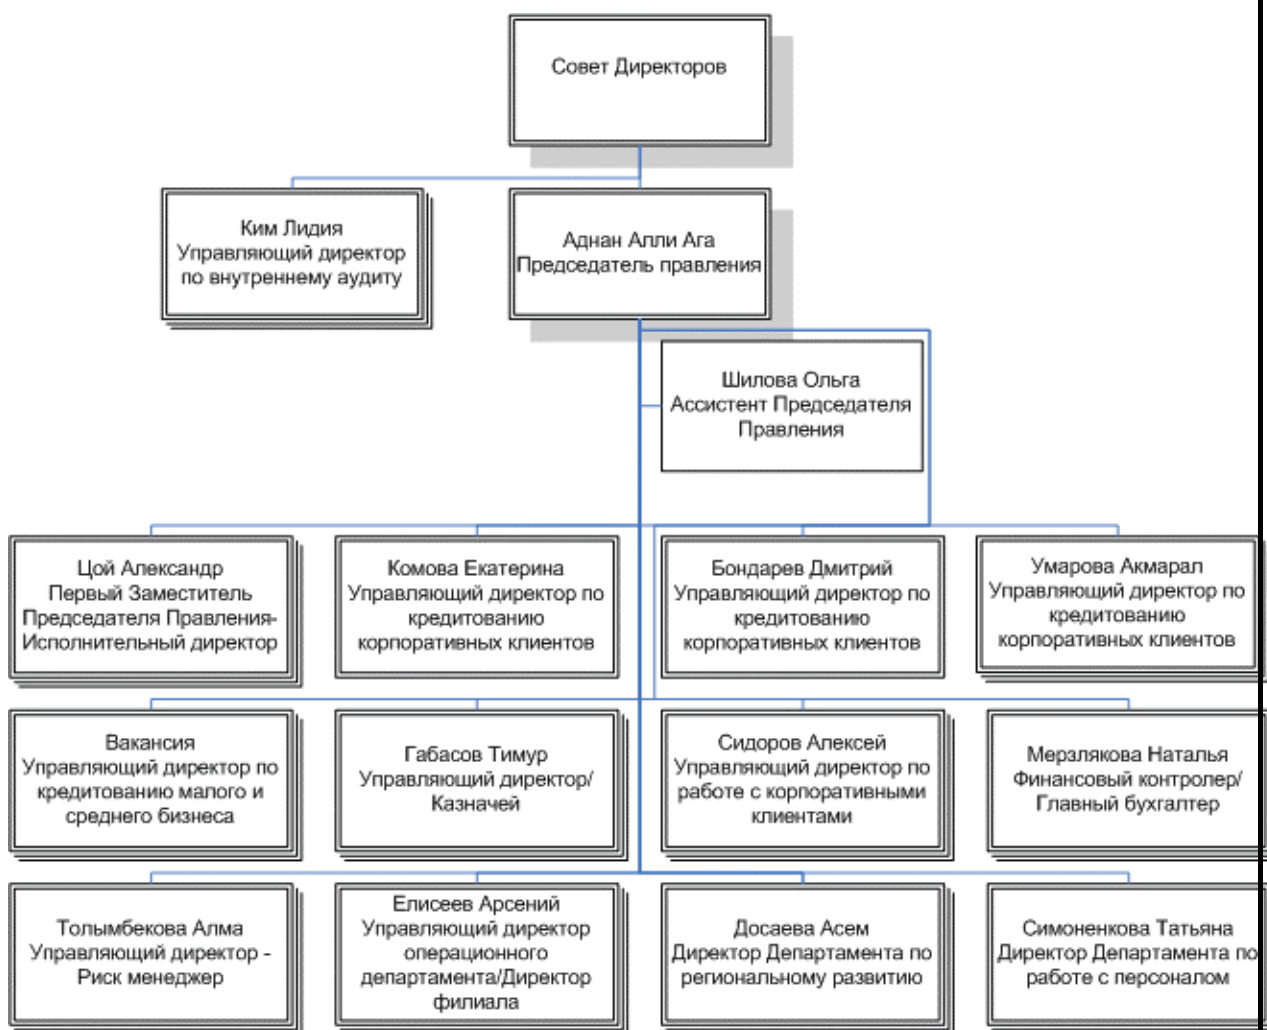 Совет Директоров
Ким Лидия
Управляющий директор
по внутреннему аудиту
Аднан Алли Ага
Председатель правления
Шилова Ольга
Ассистент Председателя
Правления
Цой Александр
Первый Заместитель
Председателя Правления-
Исполнительный директор
Комова Екатерина
Управляющий директор по
кредитованию
корпоративных клиентов
Бондарев Дмитрий
Управляющий директор по
кредитованию
корпоративных клиентов
Умарова Акмарал
Управляющий директор по
кредитованию
корпоративных клиентов
Вакансия
Управляющий директор по
кредитованию малого и
среднего бизнеса
Габасов Тимур
Управляющий директор/
Казначей
Сидоров Алексей
Управляющий директор по
работе с корпоративными
клиентами
Мерзлякова Наталья
Финансовый контролер/
Главный бухгалтер
Толымбекова Алма
Управляющий директор -
Риск менеджер
Елисеев Арсений
Управляющий директор
операционного
департамента/Директор
филиала
Досаева Асем
Директор Департамента по
региональному развитию
Симоненкова Татьяна
Директор Департамента по
работе с персоналом